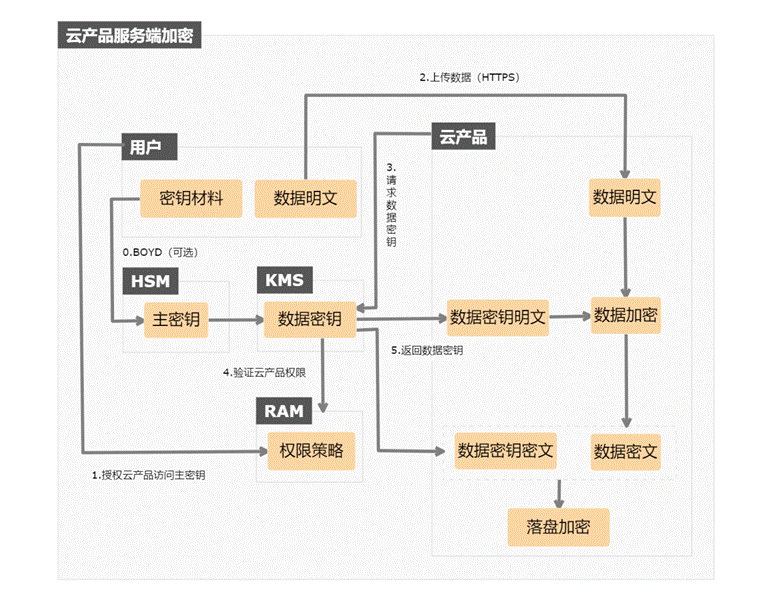 云产品服务端加密
2.上传数据（HTTPS）
用户
云产品
密钥材料
数据明文
3.
请
求
数
据
密
钥
数据明文
0.BOYD（可选）
HSM
KMS
主密钥
数据密钥
数据密钥明文
数据加密
4.验证云产品权限
5.返回数据密钥
RAM
权限策略
数据密钥密文
数据密文
1.授权云产品访问主密钥
落盘加密